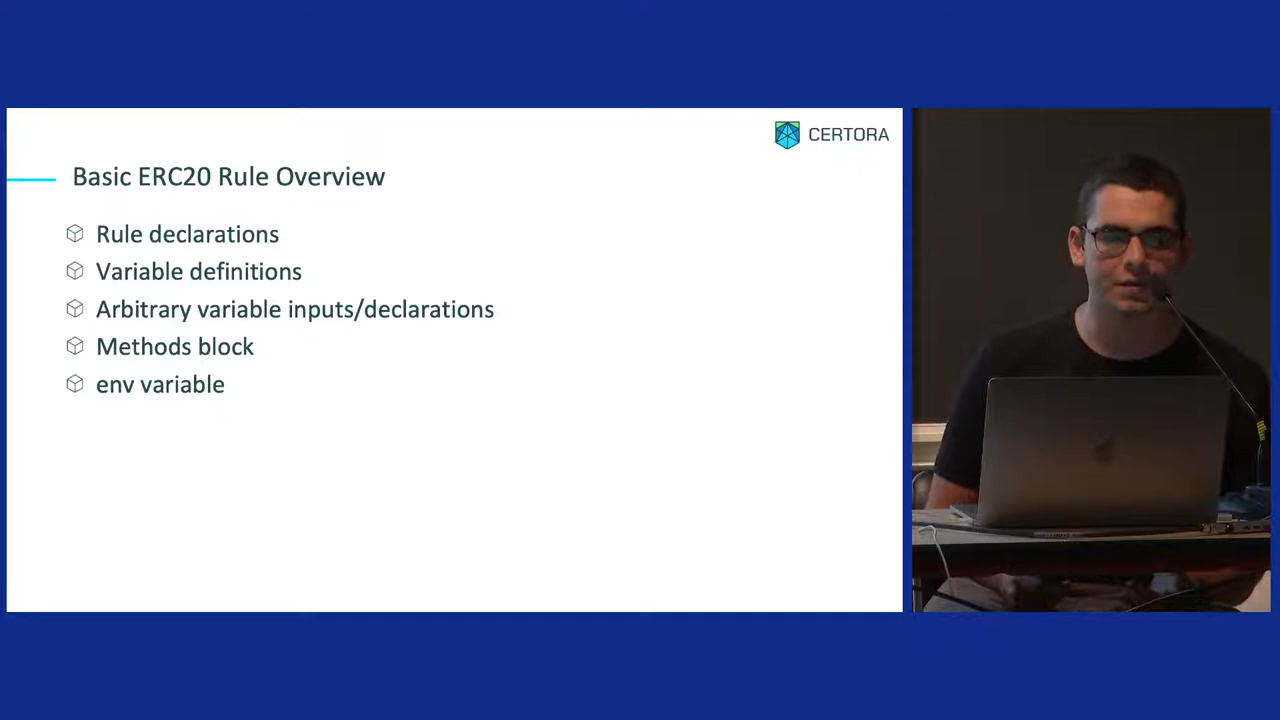 CERTORA
Basic ERC20 Rule Overview
Rule declarations
Variable definitions
Arbitrary variable inputs/declarations
Methods block
env variable